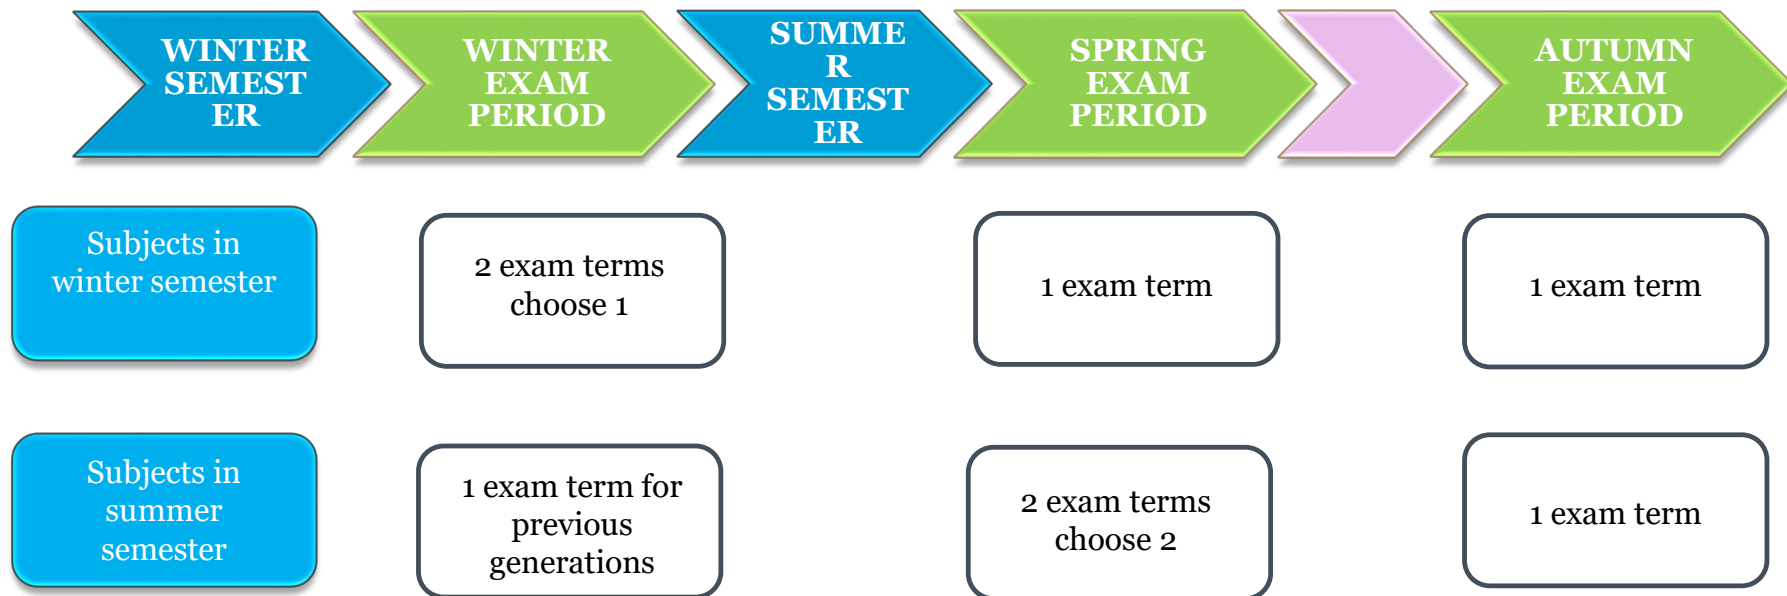 WINTER
SEMEST
ER
WINTER
EXAM
PERIOD
SUMME
R
SEMEST
ER
SPRING
EXAM
PERIOD
AUTUMN
EXAM
PERIOD
Subjects in
winter semester
2 exam terms
choose 1
1 exam term
1 exam term
Subjects in
summer
semester
1 exam term for
previous
generations
2 exam terms
choose 2
1 exam term